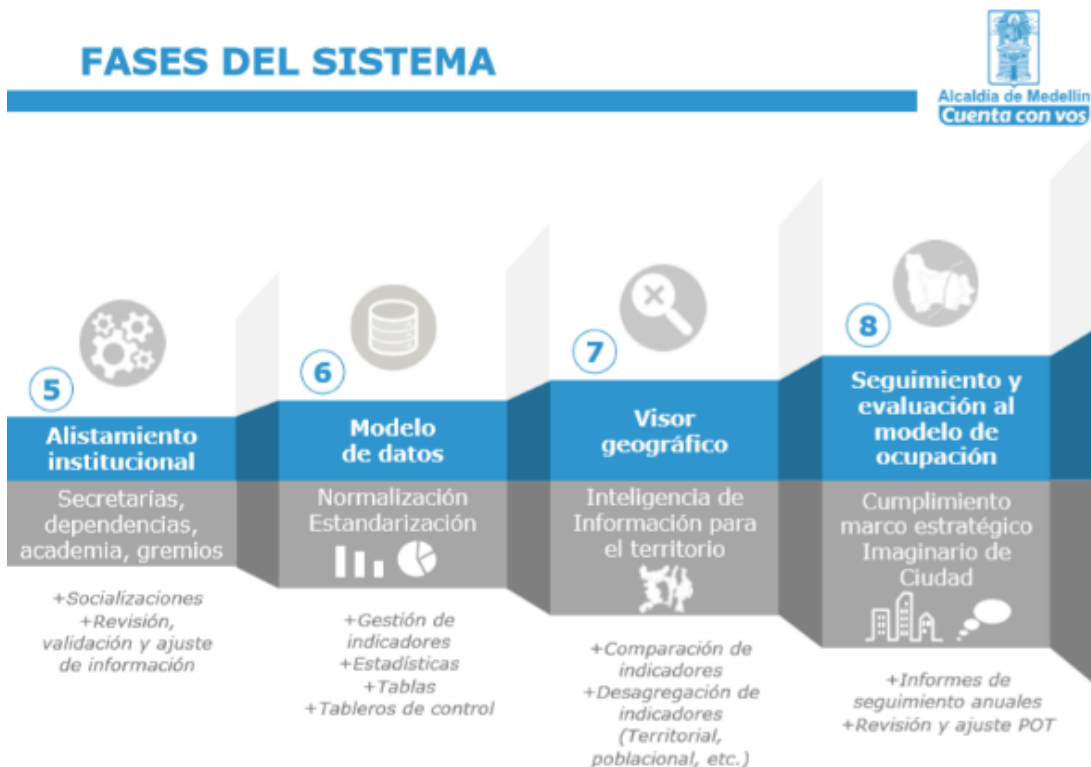 FASES DEL SISTEMA
Alcaldía de Medellín
Cuenta con vos
5
Alistamiento
institucional
Secretarías,
dependencias,
academia, gremios
+Socializaciones
+Revisión,
validación y ajuste
de información
6
Modelo
de datos
Normalización
Estandarización
+Gestión de
indicadores
+Estadísticas
+Tablas
+Tableros de control
7
Visor
geográfico
Inteligencia de
Información para
el territorio
+Comparación de
indicadores
+Desagregación de
indicadores
(Territorial,
poblacional, etc.)
8
Seguimiento y
evaluación al
modelo de
ocupación
Cumplimiento
marco estratégico
Imaginario de
Ciudad
+Informes de
seguimiento anuales
+Revisión y ajuste POT